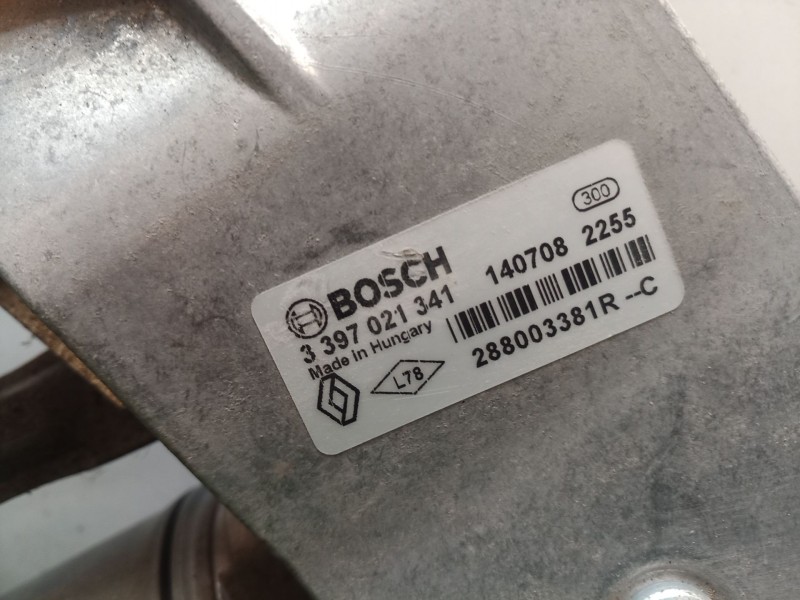 300
BOSCH 140708 2255
3 397 021 341
Made in Hungary
L78 288003381R --C